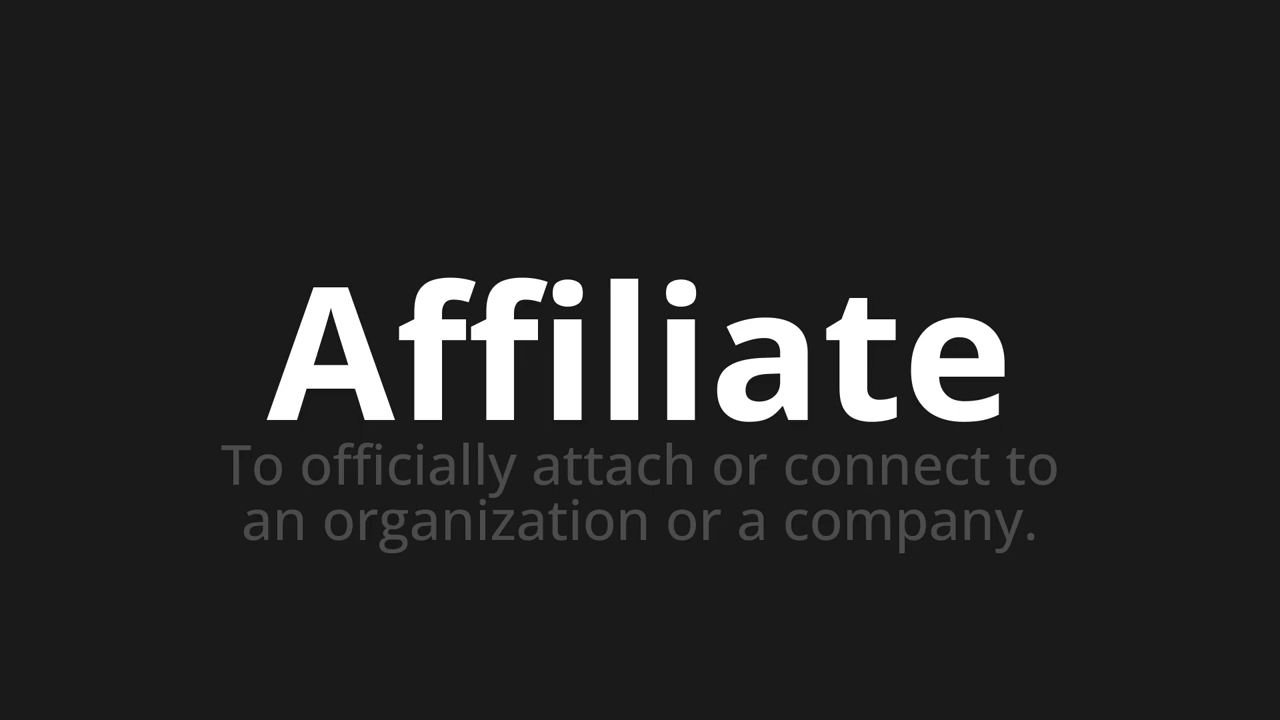 Affiliate
To officially attach or connect to
an organization or a company.